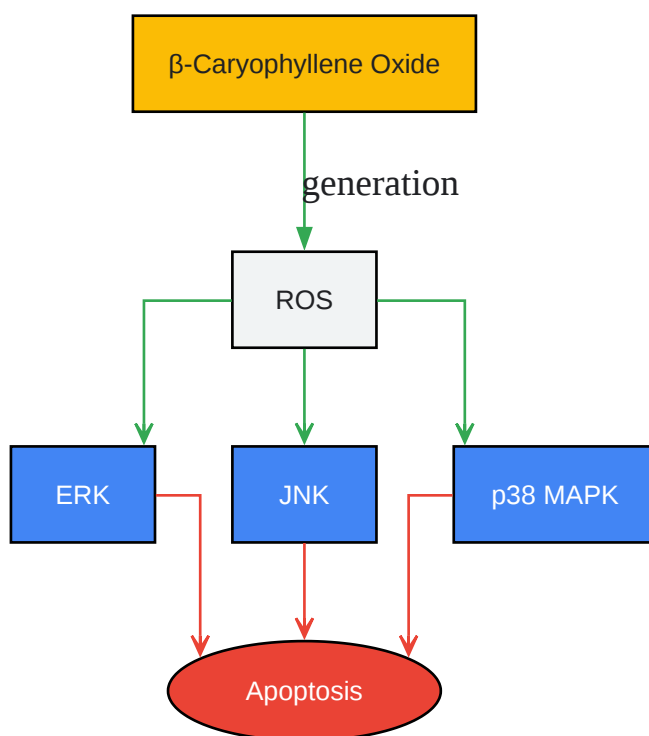 β-Caryophyllene Oxide
generation
ROS
ERK
JNK
p38 MAPK
Apoptosis